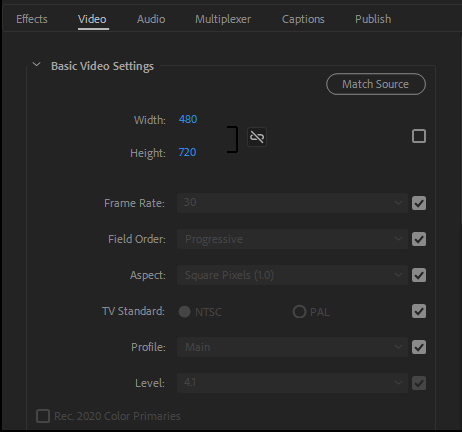 Effects Video Audio Multiplexer Captions Publish
Basic Video Settings
Match Source
Width: 480
Height: 720
Frame Rate: 30
Field Order: Progressive
Aspect: Square Pixels (1.0)
TV Standard: NTSC PAL
Profile: Main
Level: 4.1
Rec. 2020 Color Primaries